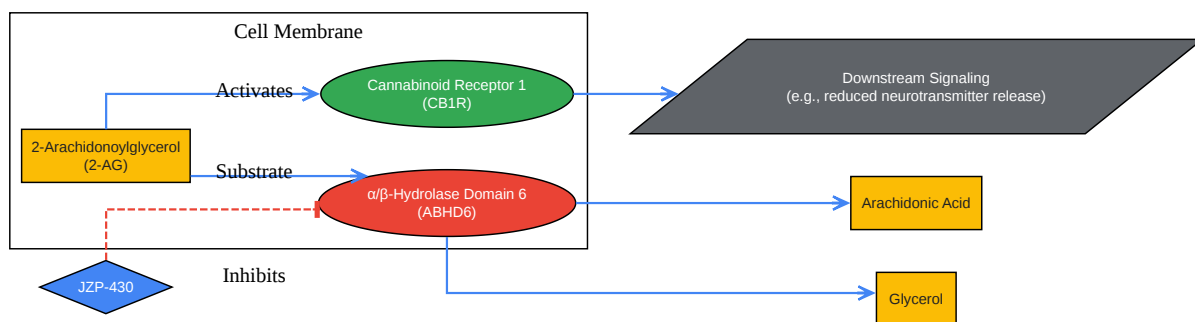 Cell Membrane
Cannabinoid Receptor 1
(CB1R)
Downstream Signaling
(e.g., reduced neurotransmitter release)
Activates
2-Arachidonoylglycerol
(2-AG)
Substrate
α/β-Hydrolase Domain 6
(ABHD6)
Arachidonic Acid
Inhibits
JZP-430
Glycerol